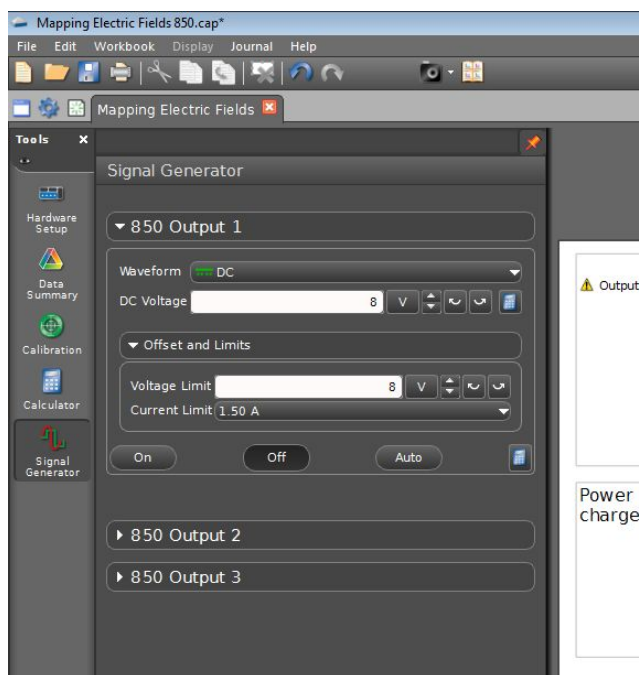 Mapping Electric Fields 850.cap*
File Edit Workbook Display Journal Help
Mapping Electric Fields
Tools
Signal Generator
Hardware
Setup
Data
Summary
Calibration
Calculator
Signal
Generator
850 Output 1
Waveform DC
DC Voltage 8 V
Offset and Limits
Voltage Limit 8 V
Current Limit 1.50 A
On Off Auto
850 Output 2
850 Output 3
Output
Power
charge